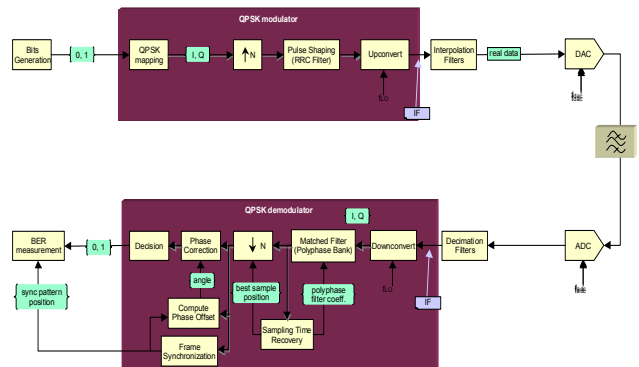 QPSK modulator
Bits
Generation
0, 1
QPSK
mapping
I, Q
↑N
Pulse Shaping
(RRC Filter)
Upconvert
Interpolation
Filters
real data
DAC
fLO
IF
QPSK demodulator
I, Q
BER
measurement
0, 1
Decision
Phase
Correction
↓ N
Matched Filter
(Polyphase Bank)
Downconvert
Decimation
Filters
ADC
angle
best sample
position
polyphase
filter coeff.
fLO
IF
sync pattern
position
Compute
Phase Offset
Sampling Time
Recovery
Frame
Synchronization